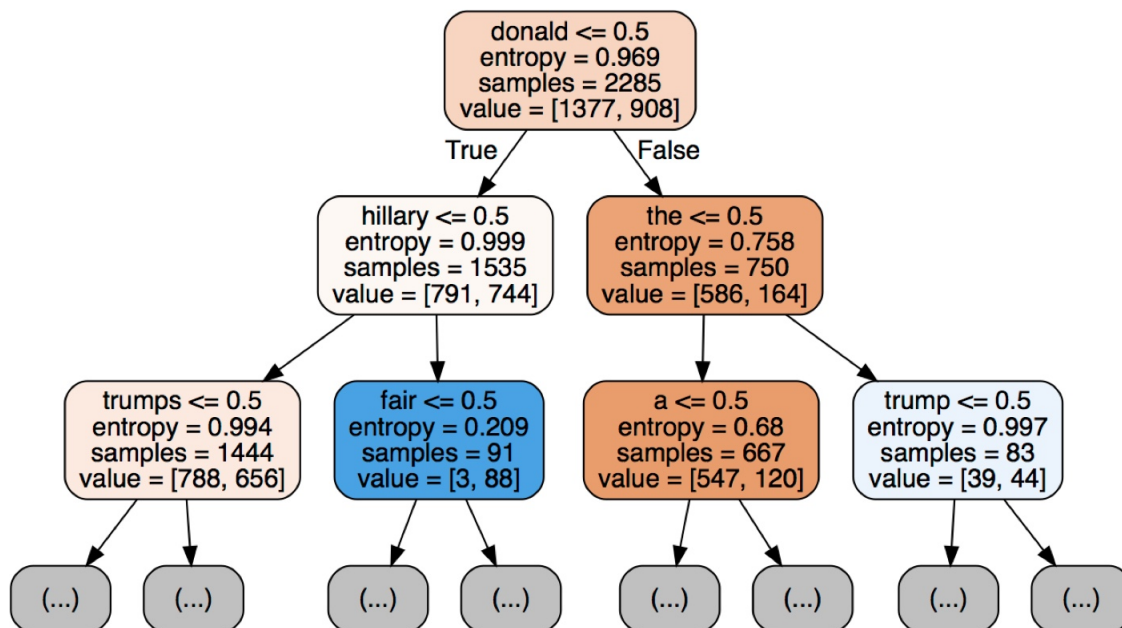 donald <= 0.5
entropy = 0.969
samples = 2285
value = [1377, 908]
True
False
hillary <= 0.5
entropy = 0.999
samples = 1535
value = [791, 744]
the <= 0.5
entropy = 0.758
samples = 750
value = [586, 164]
trumps <= 0.5
entropy = 0.994
samples = 1444
value = [788, 656]
fair <= 0.5
entropy = 0.209
samples = 91
value = [3, 88]
a <= 0.5
entropy = 0.68
samples = 667
value = [547, 120]
trump <= 0.5
entropy = 0.997
samples = 83
value = [39, 44]
(...)
(...)
(...)
(...)
(...)
(...)
(...)
(...)